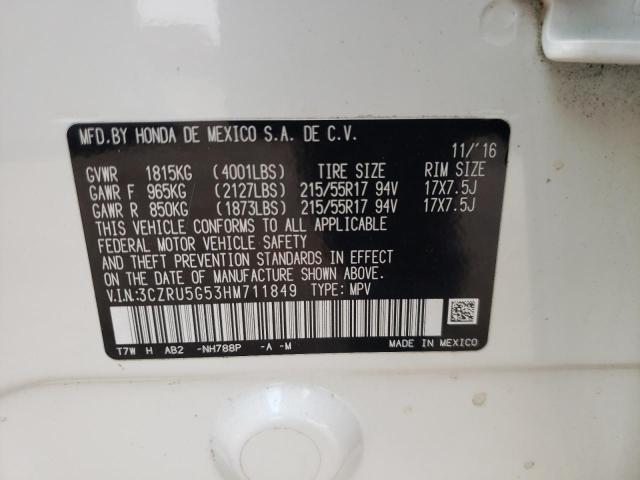 MFD.BY HONDA DE MEXICO S.A. DE C.V.
11/'16
GVWR 1815KG (4001LBS) TIRE SIZE RIM SIZE
GAWR F 965KG (2127LBS) 215/55R17 94V 17X7.5J
GAWR R 850KG (1873LBS) 215/55R17 94V 17X7.5J
THIS VEHICLE CONFORMS TO ALL APPLICABLE
FEDERAL MOTOR VEHICLE SAFETY
AND THEFT PREVENTION STANDARDS IN EFFECT
ON THE DATE OF MANUFACTURE SHOWN ABOVE.
V.I.N:3CZRU5G53HM711849 TYPE: MPV
T7W H AB2 -NH788P -A -M MADE IN MEXICO